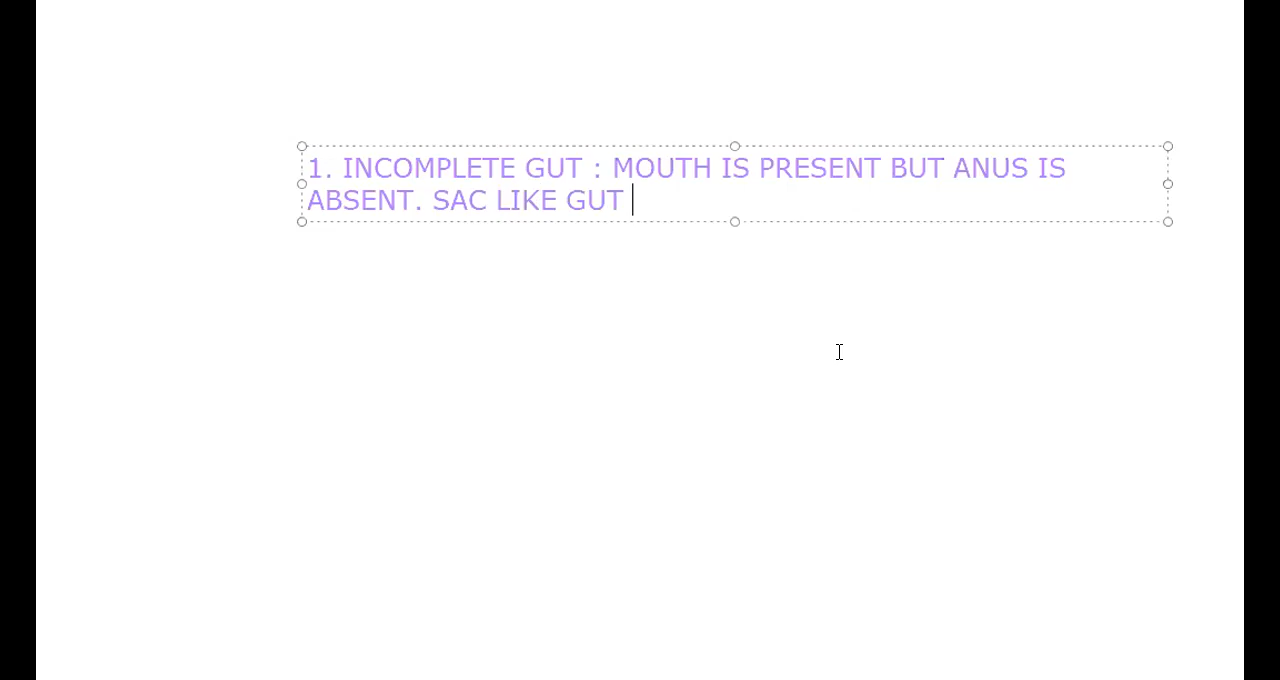 1. INCOMPLETE GUT : MOUTH IS PRESENT BUT ANUS IS
ABSENT. SAC LIKE GUT